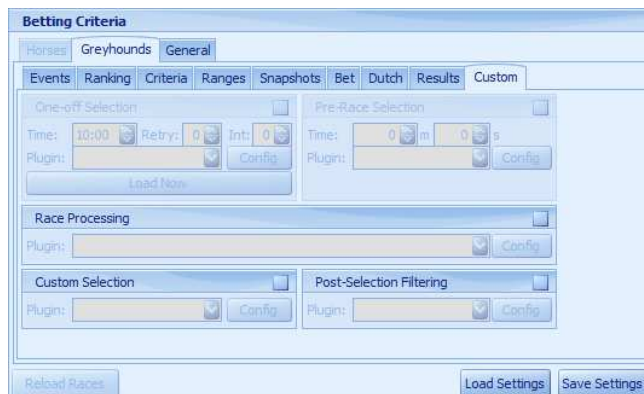 Betting Criteria
Horses Greyhounds General
Events Ranking Criteria Ranges Snapshots Bet Dutch Results Custom
One-off Selection Pre-Race Selection
Time: 10:00 Retry: 0 Int: 0 Time: 0 m 0 s
Plugin: Config Plugin: Config
Load Now
Race Processing
Plugin: Config
Custom Selection Post-Selection Filtering
Plugin: Config Plugin: Config
Reload Races Load Settings Save Settings